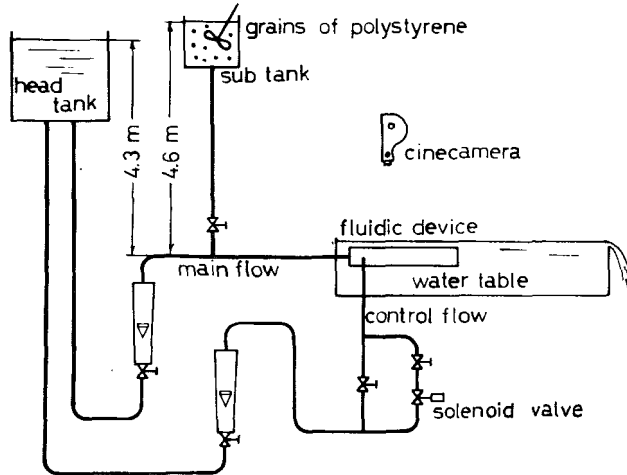 grains of polystyrene
sub tank
head
tank
4.3 m
4.6 m
cinecamera
fluidic device
main flow
water table
control flow
solenoid valve